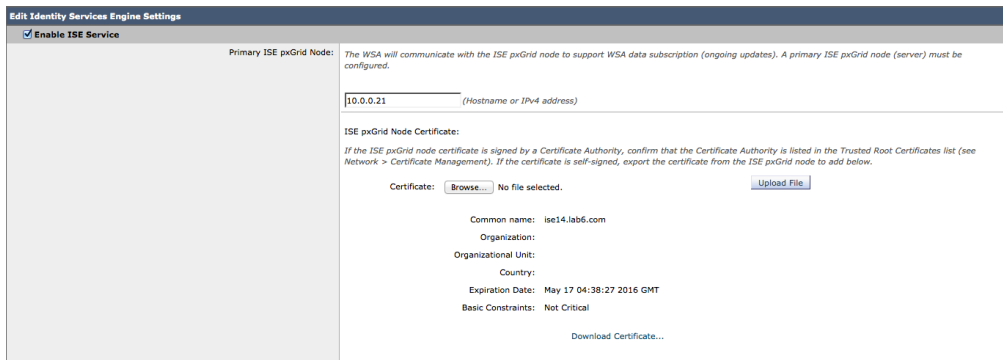 Edit Identity Services Engine Settings
Enable ISE Service
Primary ISE pxGrid Node:
The WSA will communicate with the ISE pxGrid node to support WSA data subscription (ongoing updates). A primary ISE pxGrid node (server) must be
configured.
10.0.0.21 (Hostname or IPv4 address)
ISE pxGrid Node Certificate:
If the ISE pxGrid node certificate is signed by a Certificate Authority, confirm that the Certificate Authority is listed in the Trusted Root Certificates list (see
Network > Certificate Management). If the certificate is self-signed, export the certificate from the ISE pxGrid node to add below.
Certificate: Browse... No file selected. Upload File
Common name: ise14.lab6.com
Organization:
Organizational Unit:
Country:
Expiration Date: May 17 04:38:27 2016 GMT
Basic Constraints: Not Critical
Download Certificate...